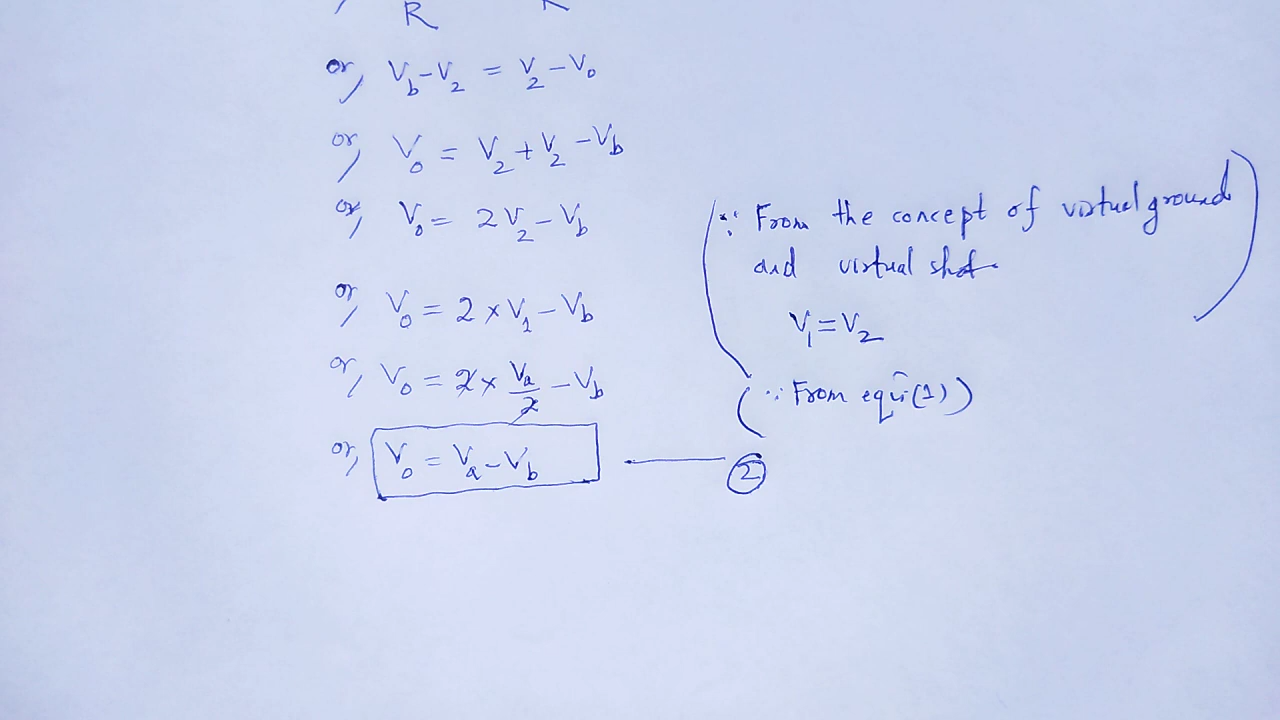 R R
or, V_b-V_2 = V_2-V_0
or, V_0 = V_2+V_2-V_b
or, V_0 = 2V_2-V_b
∵ From the concept of virtual ground
and virtual short
or, V_0 = 2×V_1-V_b
V_1=V_2
or, V_0 = 2×V_a/2-V_b
(∵ From equn(1))
or, V_0 = V_a-V_b
2